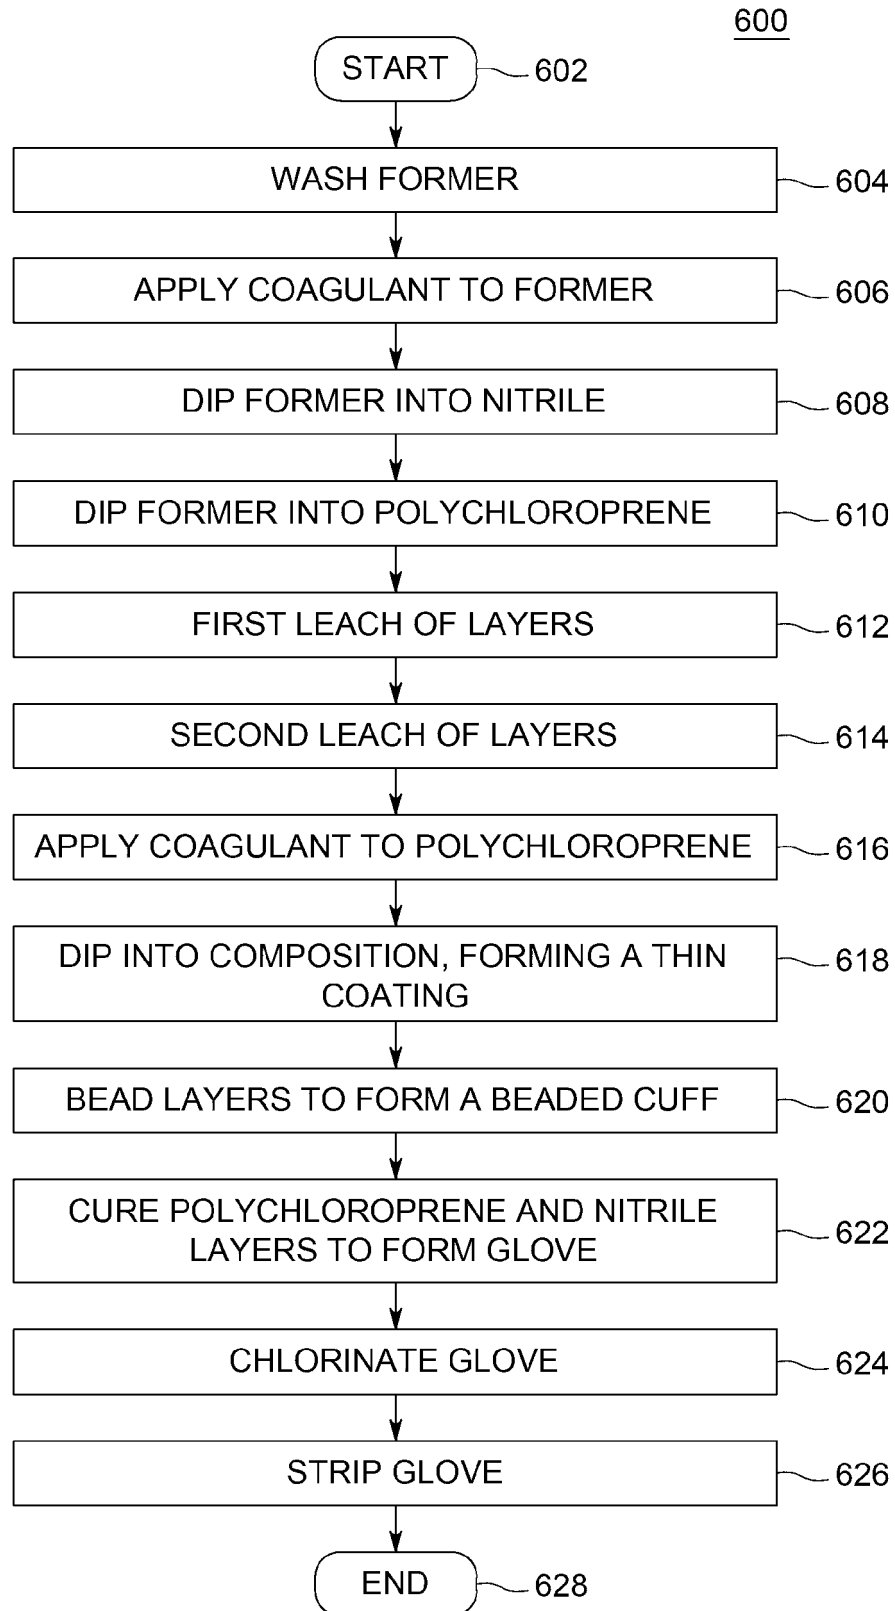 600
START 602
WASH FORMER 604
APPLY COAGULANT TO FORMER 606
DIP FORMER INTO NITRILE 608
DIP FORMER INTO POLYCHLOROPRENE 610
FIRST LEACH OF LAYERS 612
SECOND LEACH OF LAYERS 614
APPLY COAGULANT TO POLYCHLOROPRENE 616
DIP INTO COMPOSITION, FORMING A THIN 618
COATING
BEAD LAYERS TO FORM A BEADED CUFF 620
CURE POLYCHLOROPRENE AND NITRILE
LAYERS TO FORM GLOVE 622
CHLORINATE GLOVE 624
STRIP GLOVE 626
END 628